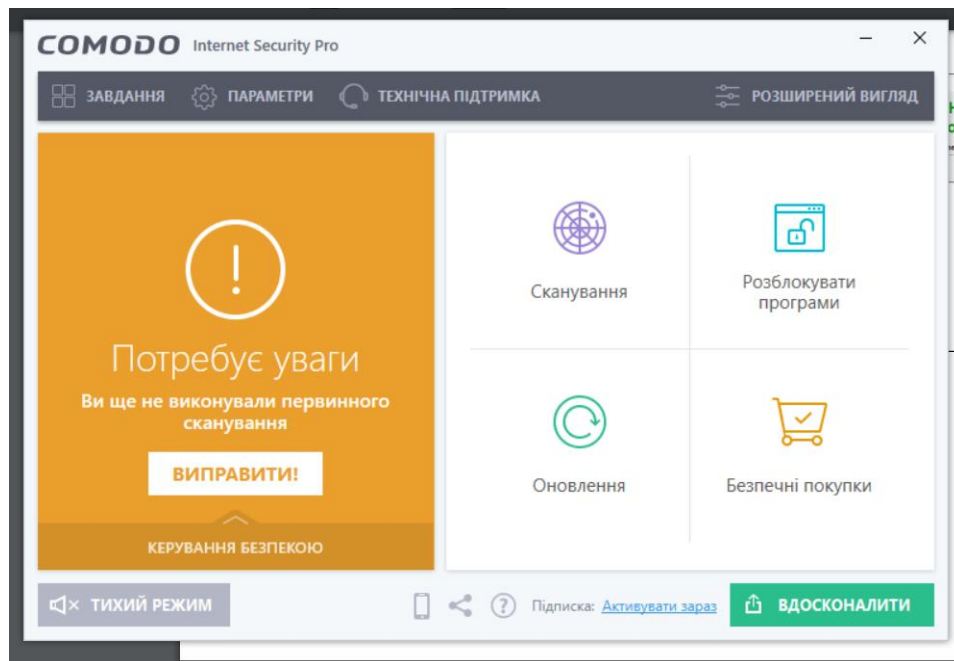 COMODO Internet Security Pro
ЗАВДАННЯ ПАРАМЕТРИ ТЕХНІЧНА ПІДТРИМКА РОЗШИРЕНИЙ ВИГЛЯД
Потребує уваги
Ви ще не виконували первинного
сканування
ВИПРАВИТИ!
КЕРУВАННЯ БЕЗПЕКОЮ
Сканування
Розблокувати
програми
Оновлення
Безпечні покупки
ТИХИЙ РЕЖИМ
Підписка: Активувати зараз
ВДОСКОНАЛИТИ